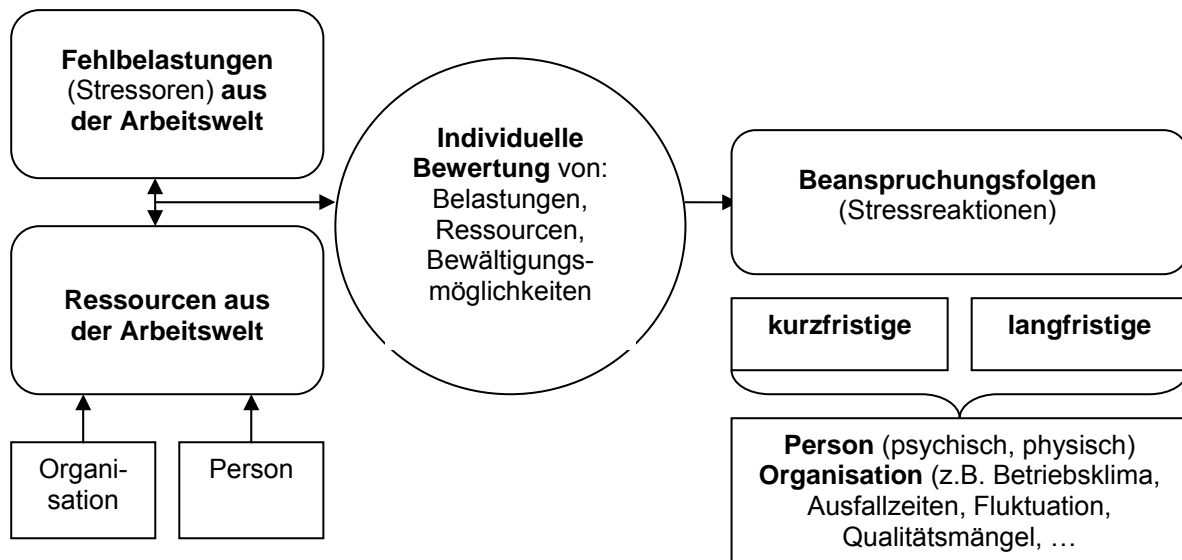 Fehlbelastungen
(Stressoren) aus
der Arbeitswelt
Ressourcen aus
der Arbeitswelt
Organi-
sation
Person
Individuelle
Bewertung von:
Belastungen,
Ressourcen,
Bewältigungs-
möglichkeiten
Beanspruchungsfolgen
(Stressreaktionen)
kurzfristige
langfristige
Person (psychisch, physisch)
Organisation (z.B. Betriebsklima,
Ausfallzeiten, Fluktuation,
Qualitätsmängel, …